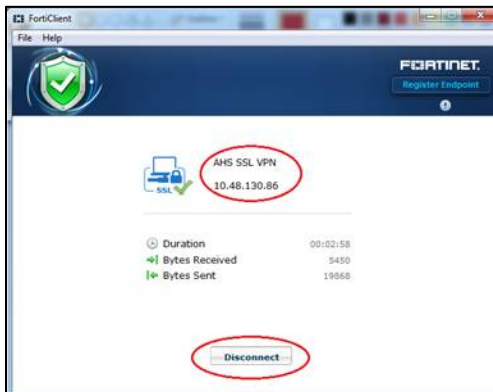 FortiClient
File Help
FORTINET.
Register Endpoint
AHS SSL VPN
10.48.130.86
SSL
Duration 00:02:58
Bytes Received 5450
Bytes Sent 19868
Disconnect